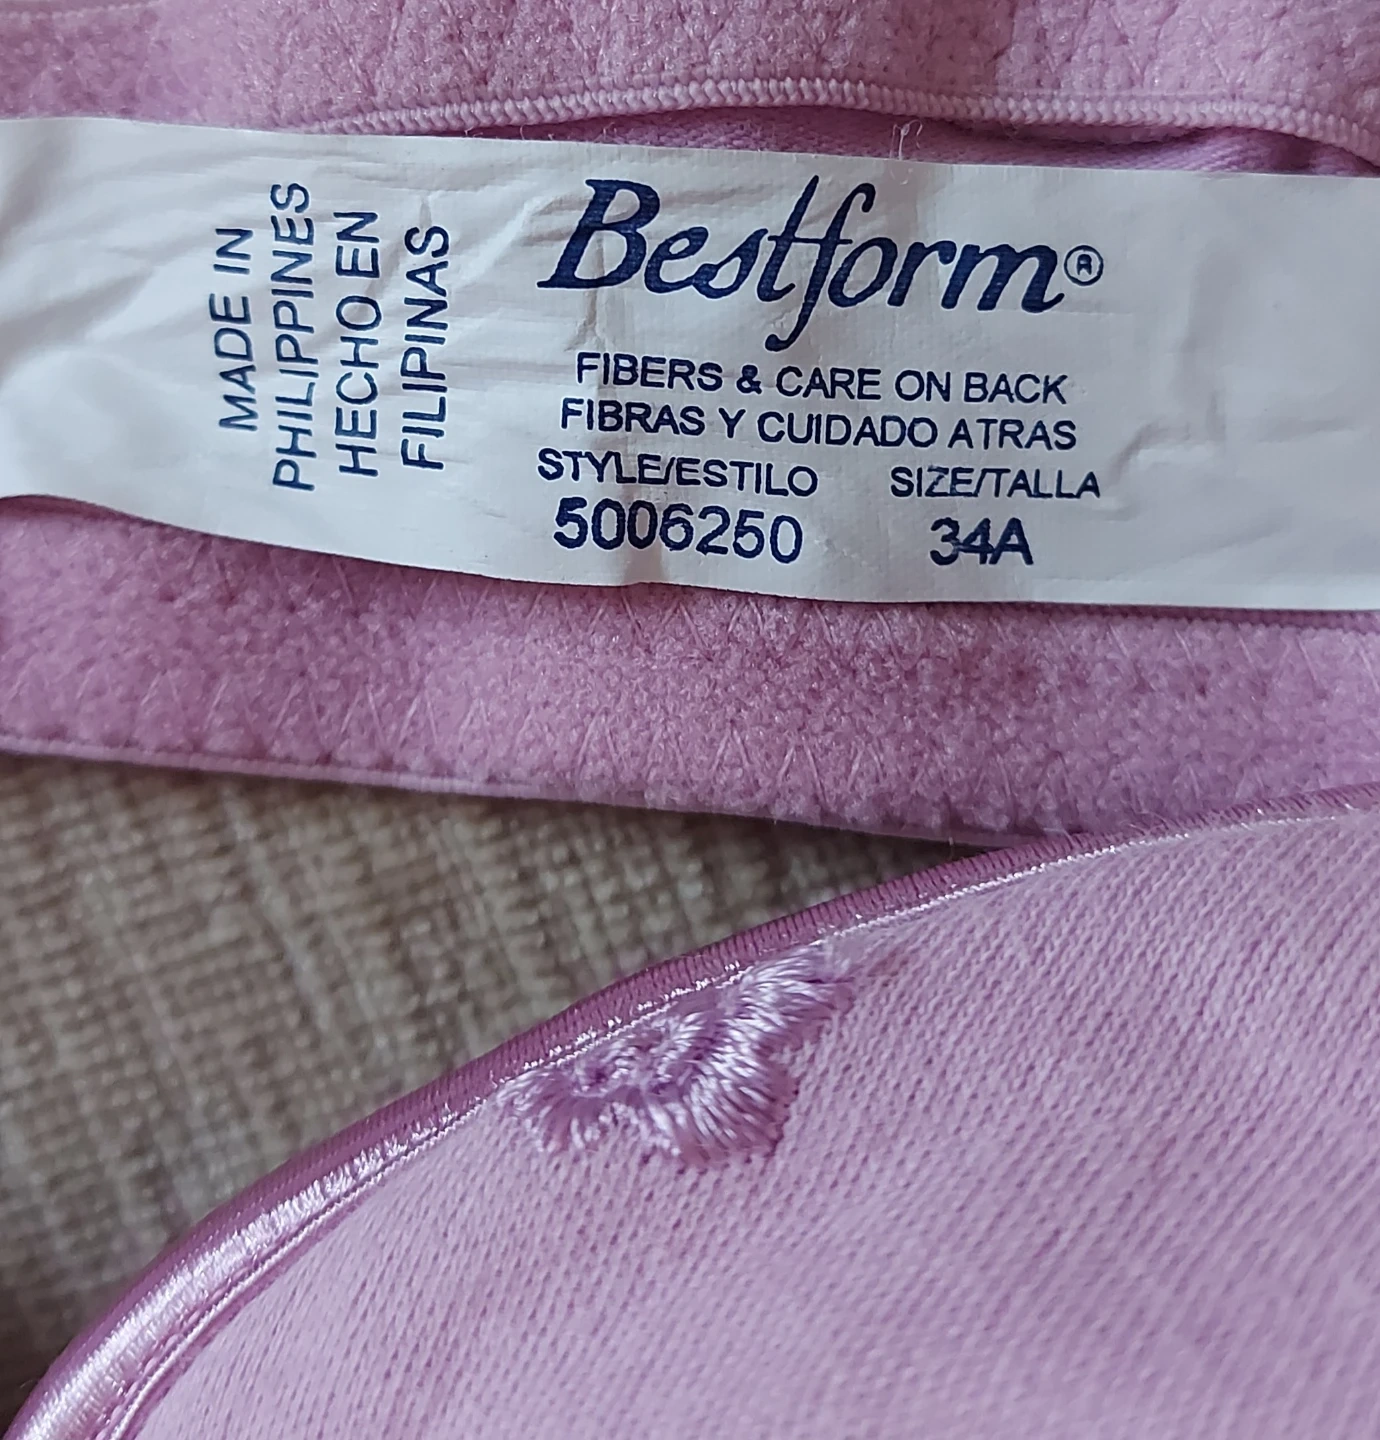 MADE IN
PHILIPPINES
HECHO EN
FILIPINAS
Bestform®
FIBERS & CARE ON BACK
FIBRAS Y CUIDADO ATRAS
STYLE/ESTILO SIZE/TALLA
5006250 34A